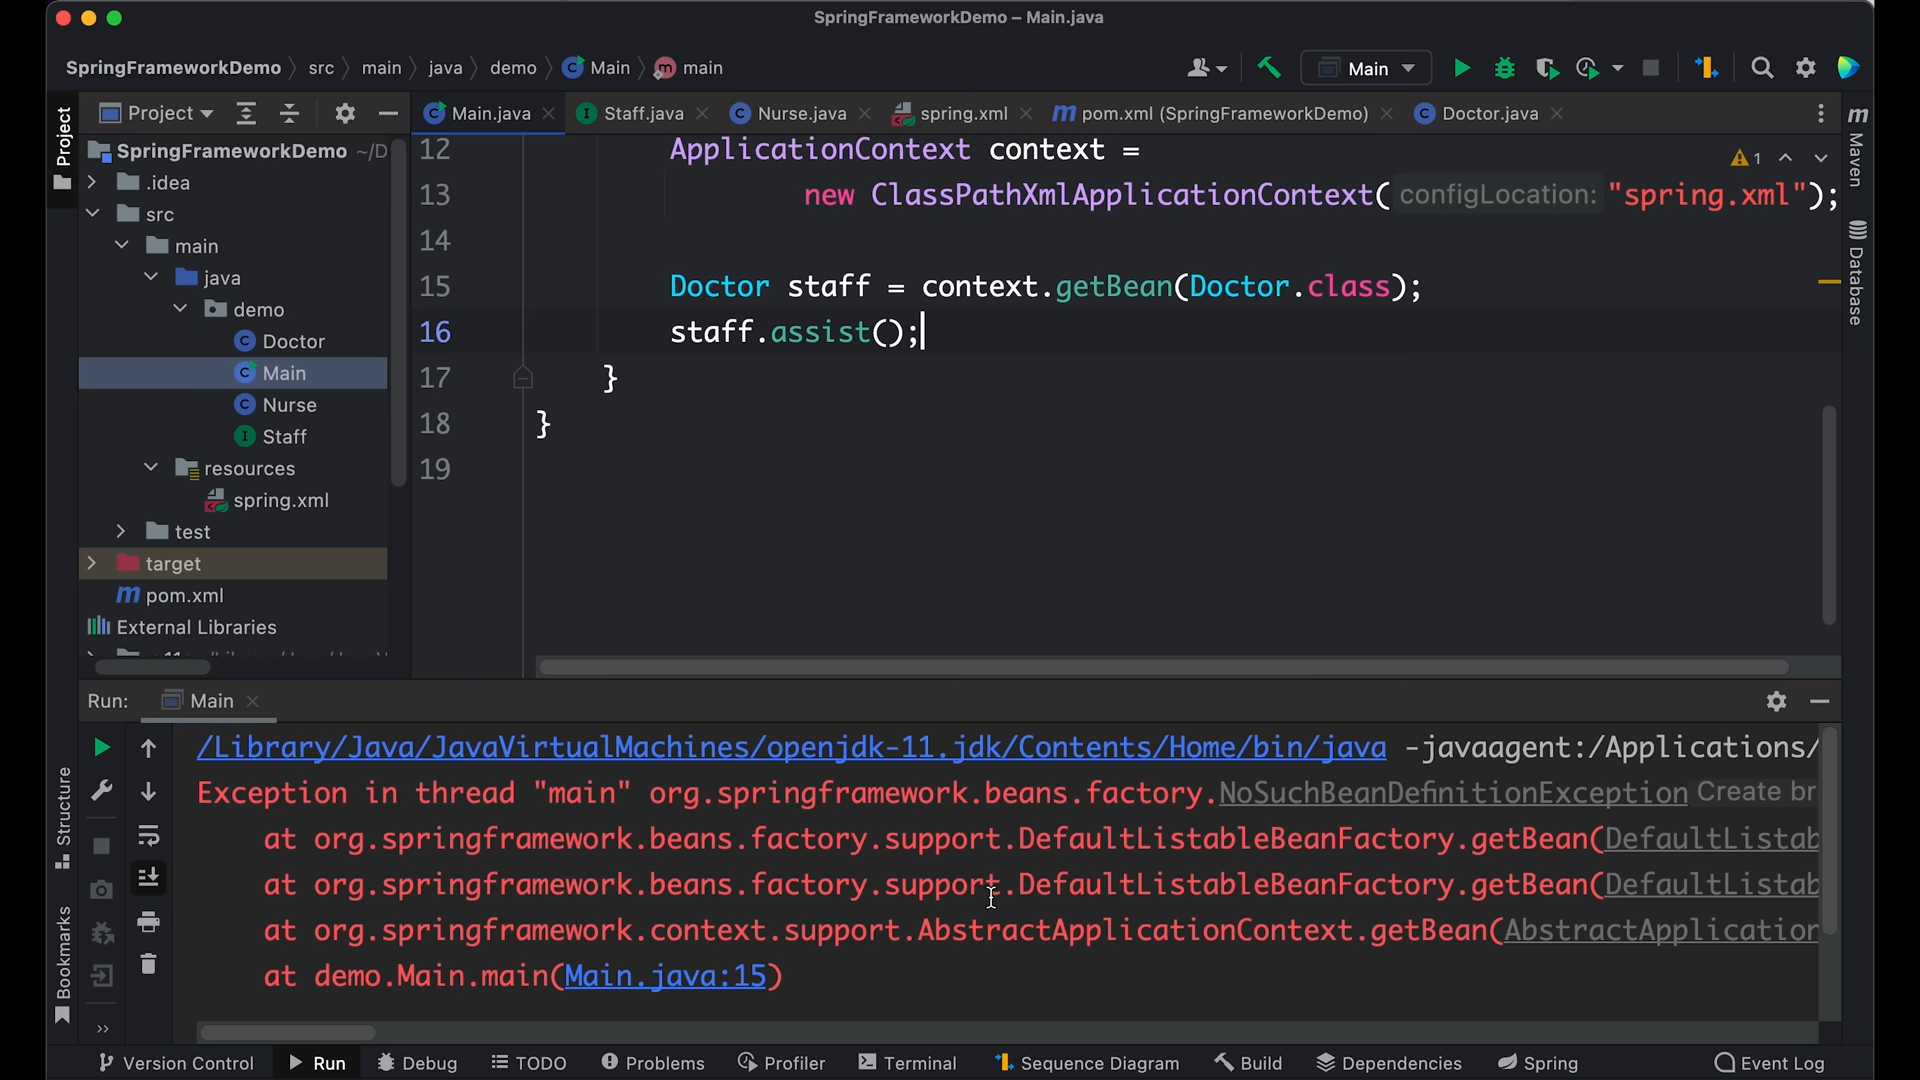 SpringFrameworkDemo – Main.java
SpringFrameworkDemo src main java demo Main main
Main
Project
Main.java Staff.java Nurse.java spring.xml pom.xml (SpringFrameworkDemo) Doctor.java
SpringFrameworkDemo ~/D
.idea
src
main
java
demo
Doctor
Main
Nurse
Staff
resources
spring.xml
test
target
pom.xml
External Libraries
12 ApplicationContext context =
13 new ClassPathXmlApplicationContext( configLocation: "spring.xml");
14
15 Doctor staff = context.getBean(Doctor.class);
16 staff.assist();
17 }
18 }
19
1
Project
Structure
Bookmarks
Maven
Database
Run: Main
/Library/Java/JavaVirtualMachines/openjdk-11.jdk/Contents/Home/bin/java -javaagent:/Applications/
Exception in thread "main" org.springframework.beans.factory.NoSuchBeanDefinitionException Create br
at org.springframework.beans.factory.support.DefaultListableBeanFactory.getBean(DefaultListab
at org.springframework.beans.factory.support.DefaultListableBeanFactory.getBean(DefaultListab
at org.springframework.context.support.AbstractApplicationContext.getBean(AbstractApplication
at demo.Main.main(Main.java:15)
Version Control Run Debug TODO Problems Profiler Terminal Sequence Diagram Build Dependencies Spring Event Log